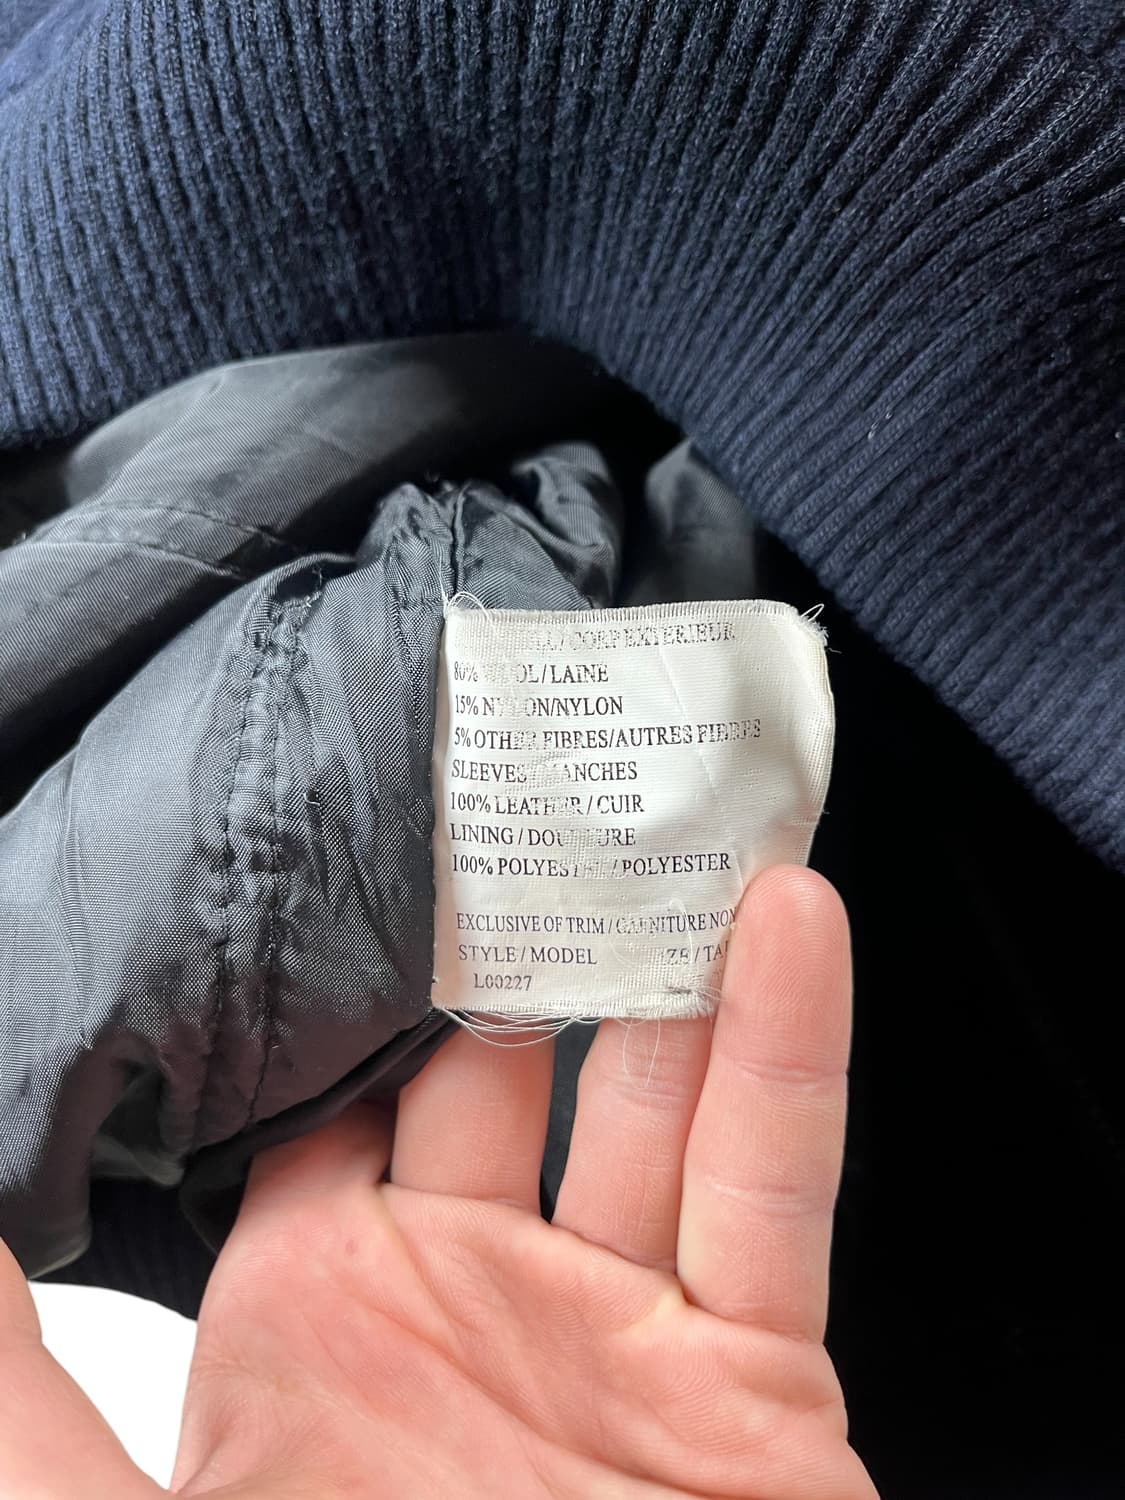 CORP EXTERIEUR
80% WOOL/LAINE
15% NYLON/NYLON
5% OTHER FIBRES/AUTRES FIBRES
SLEEVES/MANCHES
100% LEATHER/CUIR
LINING/DOUBLURE
100% POLYESTER/POLYESTER
EXCLUSIVE OF TRIM/GARNITURE NON
STYLE/MODEL
L00227